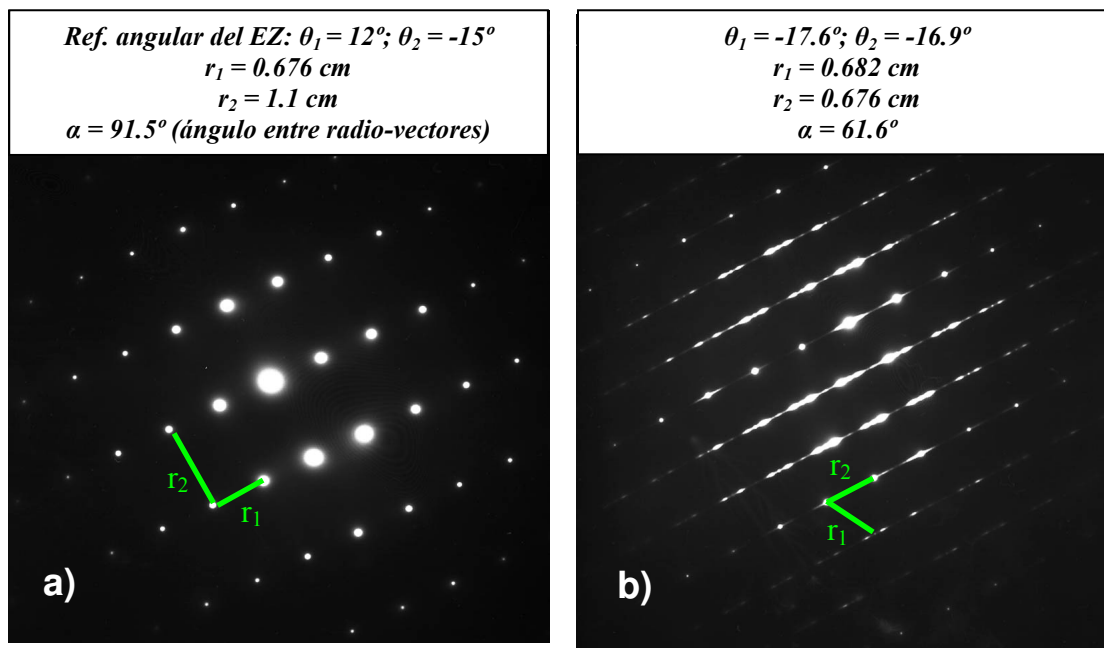 Ref. angular del EZ: θ1 = 12º; θ2 = -15º
r1 = 0.676 cm
r2 = 1.1 cm
α = 91.5º (ángulo entre radio-vectores)
θ1 = -17.6º; θ2 = -16.9º
r1 = 0.682 cm
r2 = 0.676 cm
α = 61.6º
r2
r1
a)
r2
r1
b)